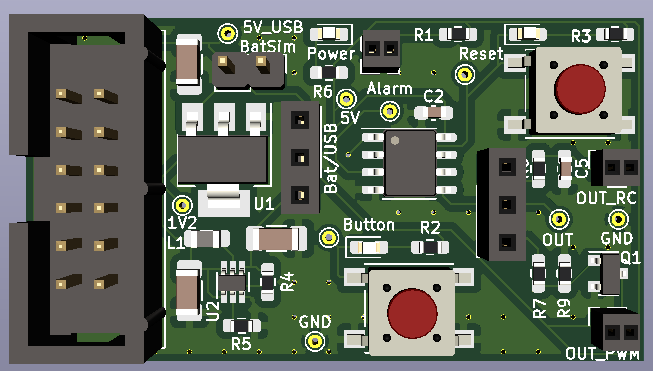 5V_USB
BatSim
Power
R1
R3
Reset
R6
Alarm
5V
C2
Bat/USB
C5
U1
OUT_RC
1V2
L1
Button
R2
OUT
GND
Q1
R4
U2
R7
R9
GND
R5
OUT_PWM